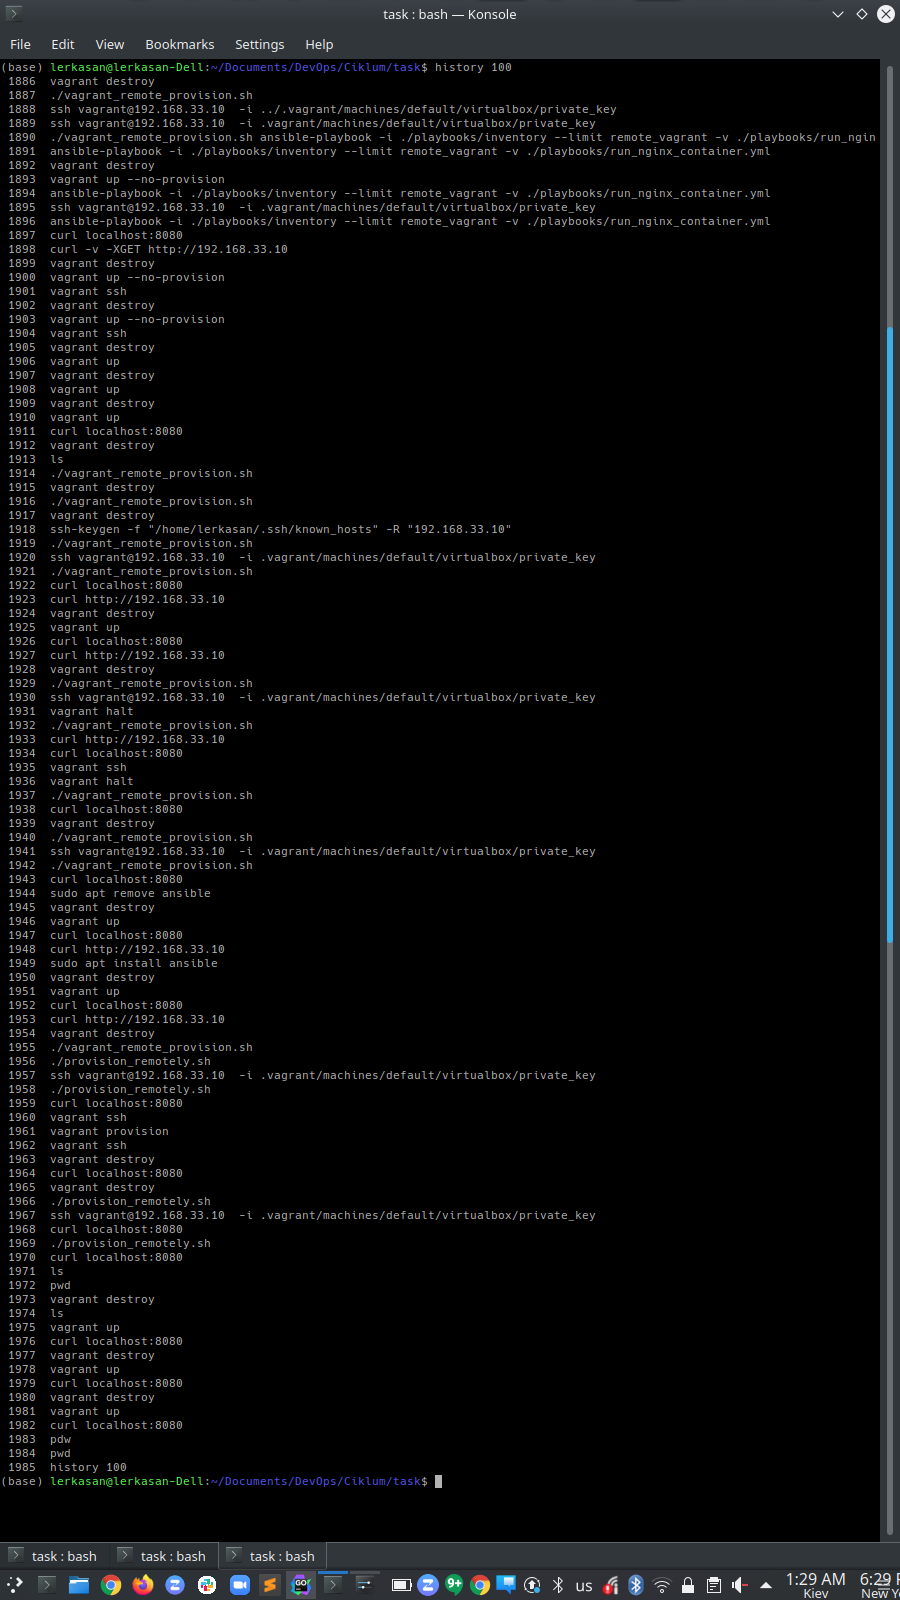 task : bash — Konsole
File Edit View Bookmarks Settings Help
(base) lerkasan@lerkasan-Dell:~/Documents/DevOps/Ciklum/task$ history 100
1886 vagrant destroy
1887 ./vagrant_remote_provision.sh
1888 ssh vagrant@192.168.33.10 -i ../.vagrant/machines/default/virtualbox/private_key
1889 ssh vagrant@192.168.33.10 -i .vagrant/machines/default/virtualbox/private_key
1890 ./vagrant_remote_provision.sh ansible-playbook -i ./playbooks/inventory --limit remote_vagrant -v ./playbooks/run_ngin
1891 ansible-playbook -i ./playbooks/inventory --limit remote_vagrant -v ./playbooks/run_nginx_container.yml
1892 vagrant destroy
1893 vagrant up --no-provision
1894 ansible-playbook -i ./playbooks/inventory --limit remote_vagrant -v ./playbooks/run_nginx_container.yml
1895 ssh vagrant@192.168.33.10 -i .vagrant/machines/default/virtualbox/private_key
1896 ansible-playbook -i ./playbooks/inventory --limit remote_vagrant -v ./playbooks/run_nginx_container.yml
1897 curl localhost:8080
1898 curl -v -XGET http://192.168.33.10
1899 vagrant destroy
1900 vagrant up --no-provision
1901 vagrant ssh
1902 vagrant destroy
1903 vagrant up --no-provision
1904 vagrant ssh
1905 vagrant destroy
1906 vagrant up
1907 vagrant destroy
1908 vagrant up
1909 vagrant destroy
1910 vagrant up
1911 curl localhost:8080
1912 vagrant destroy
1913 ls
1914 ./vagrant_remote_provision.sh
1915 vagrant destroy
1916 ./vagrant_remote_provision.sh
1917 vagrant destroy
1918 ssh-keygen -f "/home/lerkasan/.ssh/known_hosts" -R "192.168.33.10"
1919 ./vagrant_remote_provision.sh
1920 ssh vagrant@192.168.33.10 -i .vagrant/machines/default/virtualbox/private_key
1921 ./vagrant_remote_provision.sh
1922 curl localhost:8080
1923 curl http://192.168.33.10
1924 vagrant destroy
1925 vagrant up
1926 curl localhost:8080
1927 curl http://192.168.33.10
1928 vagrant destroy
1929 ./vagrant_remote_provision.sh
1930 ssh vagrant@192.168.33.10 -i .vagrant/machines/default/virtualbox/private_key
1931 vagrant halt
1932 ./vagrant_remote_provision.sh
1933 curl http://192.168.33.10
1934 curl localhost:8080
1935 vagrant ssh
1936 vagrant halt
1937 ./vagrant_remote_provision.sh
1938 curl localhost:8080
1939 vagrant destroy
1940 ./vagrant_remote_provision.sh
1941 ssh vagrant@192.168.33.10 -i .vagrant/machines/default/virtualbox/private_key
1942 ./vagrant_remote_provision.sh
1943 curl localhost:8080
1944 sudo apt remove ansible
1945 vagrant destroy
1946 vagrant up
1947 curl localhost:8080
1948 curl http://192.168.33.10
1949 sudo apt install ansible
1950 vagrant destroy
1951 vagrant up
1952 curl localhost:8080
1953 curl http://192.168.33.10
1954 vagrant destroy
1955 ./vagrant_remote_provision.sh
1956 ./provision_remotely.sh
1957 ssh vagrant@192.168.33.10 -i .vagrant/machines/default/virtualbox/private_key
1958 ./provision_remotely.sh
1959 curl localhost:8080
1960 vagrant ssh
1961 vagrant provision
1962 vagrant ssh
1963 vagrant destroy
1964 curl localhost:8080
1965 vagrant destroy
1966 ./provision_remotely.sh
1967 ssh vagrant@192.168.33.10 -i .vagrant/machines/default/virtualbox/private_key
1968 curl localhost:8080
1969 ./provision_remotely.sh
1970 curl localhost:8080
1971 ls
1972 pwd
1973 vagrant destroy
1974 ls
1975 vagrant up
1976 curl localhost:8080
1977 vagrant destroy
1978 vagrant up
1979 curl localhost:8080
1980 vagrant destroy
1981 vagrant up
1982 curl localhost:8080
1983 pdw
1984 pwd
1985 history 100
(base) lerkasan@lerkasan-Dell:~/Documents/DevOps/Ciklum/task$
task : bash task : bash task : bash
GO 9+ us 1:29 AM 6:29
Kiev New Yo